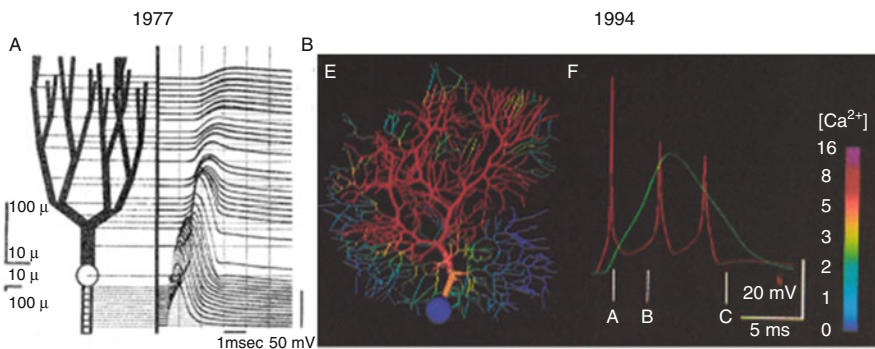 1977
1994
A
B
100 μ
10 μ
10 μ
100 μ
1msec 50 mV
E
F
[Ca²⁺]
16
8
5
3
2
1
0
20 mV
5 ms
A
B
C